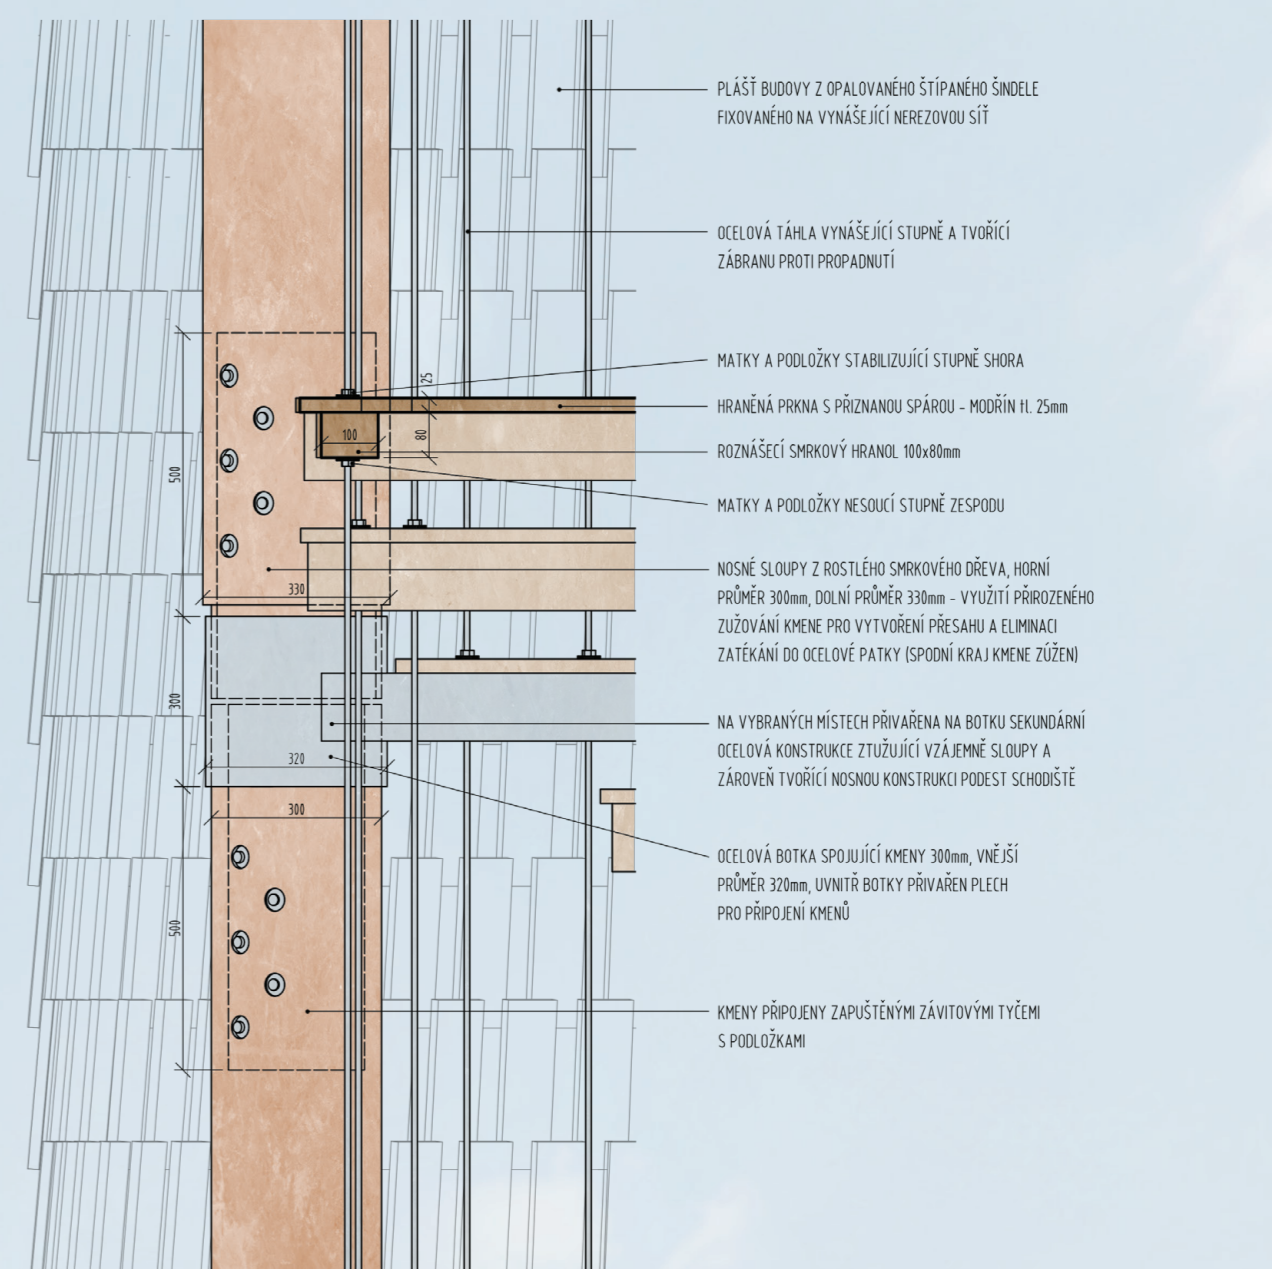 PLÁŠŤ BUDOVY Z OPALOVANÉHO ŠTÍPANÉHO ŠINDELE
FIXOVANÉHO NA VYNÁŠEJÍCÍ NEREZOVOU SÍŤ
OCELOVÁ TÁHLA VYNÁŠEJÍCÍ STUPNĚ A TVOŘÍCÍ
ZÁBRANU PROTI PROPADNUTÍ
MATKY A PODLOŽKY STABILIZUJÍCÍ STUPNĚ SHORA
25
HRANĚNÁ PRKNA S PŘIZNANOU SPÁROU - MODŘÍN tl. 25mm
100
80
ROZNÁŠECÍ SMRKOVÝ HRANOL 100x80mm
500
MATKY A PODLOŽKY NESOUCÍ STUPNĚ ZESPODU
NOSNÉ SLOUPY Z ROSTLÉHO SMRKOVÉHO DŘEVA, HORNÍ
PRŮMĚR 300mm, DOLNÍ PRŮMĚR 330mm - VYUŽITÍ PŘIROZENÉHO
ZUŽOVÁNÍ KMENE PRO VYTVOŘENÍ PŘESAHU A ELIMINACI
ZATÉKÁNÍ DO OCELOVÉ PATKY (SPODNÍ KRAJ KMENE ZÚŽEN)
330
300
NA VYBRANÝCH MÍSTECH PŘIVAŘENA NA BOTKU SEKUNDÁRNÍ
OCELOVÁ KONSTRUKCE ZTUŽUJÍCÍ VZÁJEMNĚ SLOUPY A
ZÁROVEŇ TVOŘÍCÍ NOSNOU KONSTRUKCI PODEST SCHODIŠTĚ
320
300
OCELOVÁ BOTKA SPOJUJÍCÍ KMENY 300mm, VNĚJŠÍ
PRŮMĚR 320mm, UVNITŘ BOTKY PŘIVAŘEN PLECH
PRO PŘIPOJENÍ KMENŮ
500
KMENY PŘIPOJENY ZAPUŠTĚNÝMI ZÁVITOVÝMI TYČEMI
S PODLOŽKAMI